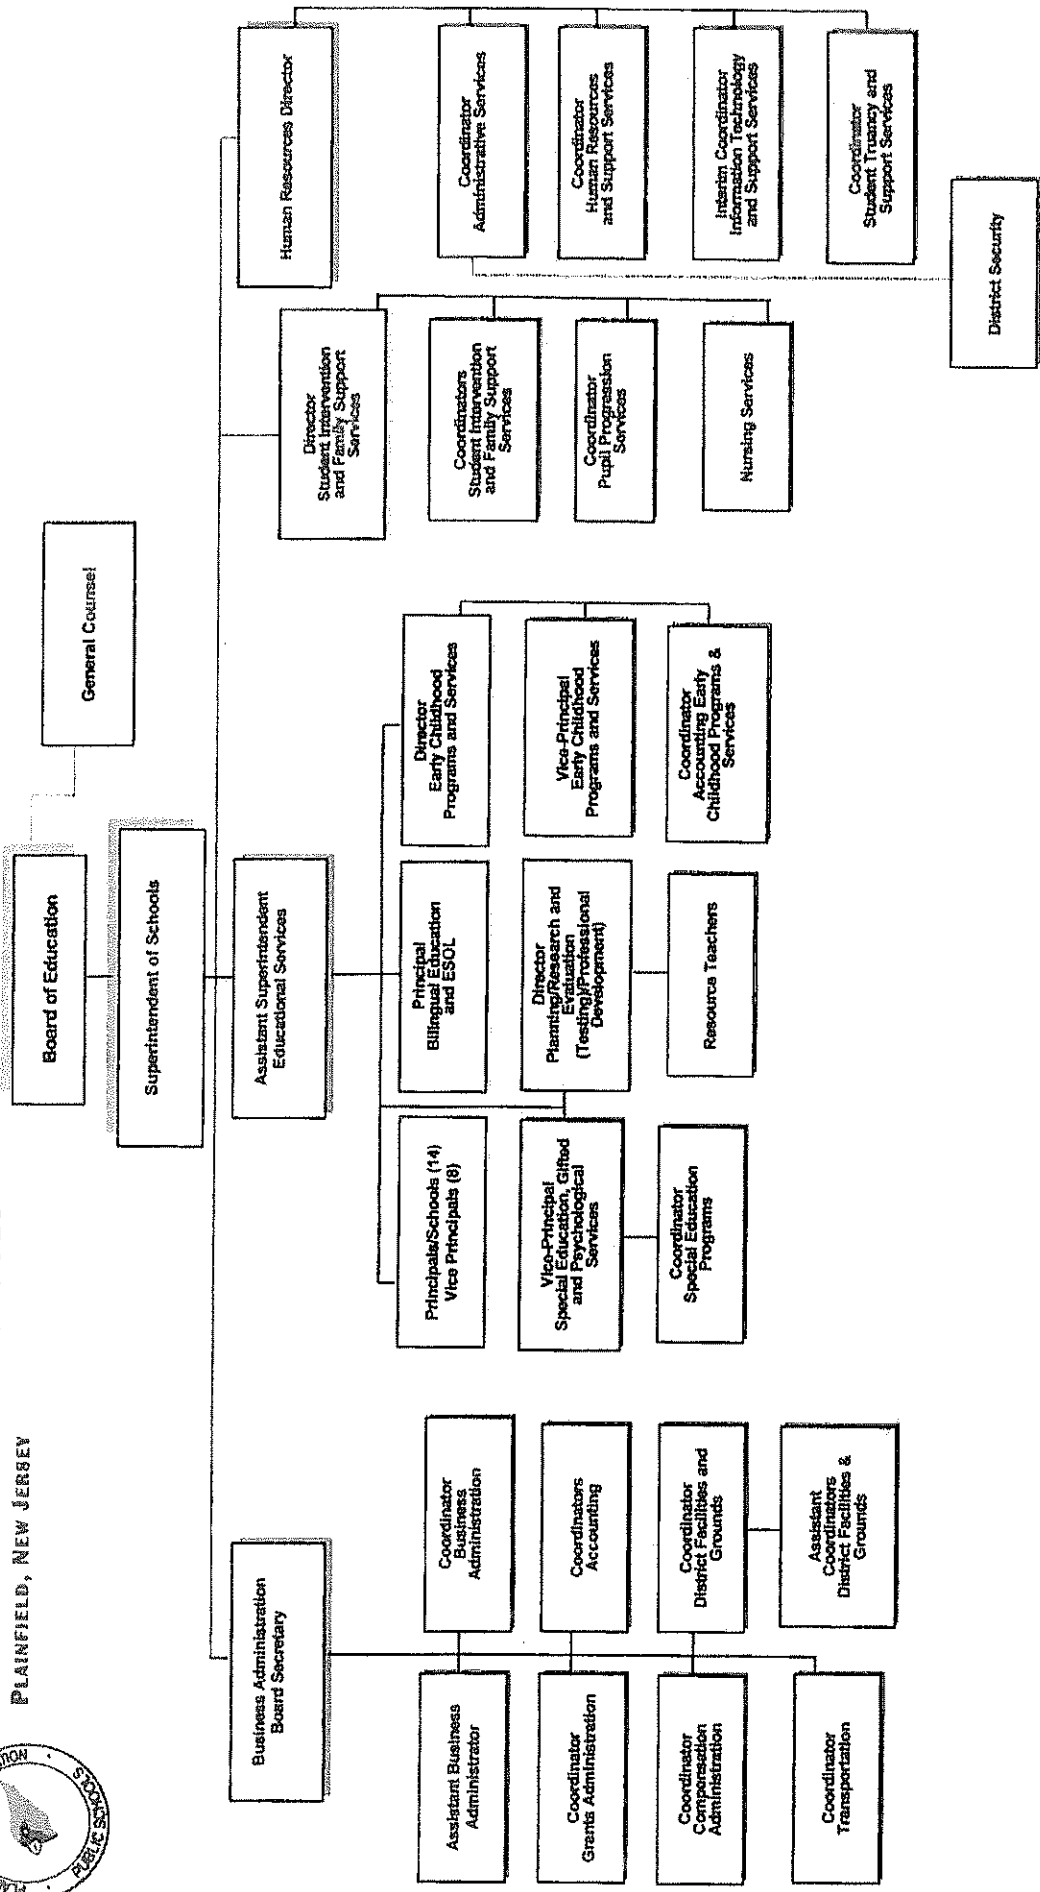 PLAINFIELD, NEW JERSEY
PUBLIC SCHOOLS
Board of Education
General Counsel
Superintendent of Schools
Business Administration
Board Secretary
Assistant Superintendent
Educational Services
Director
Student Intervention
and Family Support
Services
Human Resources Director
Assistant Business
Administrator
Coordinator
Business
Administration
Coordinator
Grants Administration
Coordinators
Accounting
Coordinator
Compensation
Administration
Coordinator
District Facilities and
Grounds
Coordinator
Transportation
Assistant
Coordinators
District Facilities &
Grounds
Principals/Schools (14)
Vice Principals (8)
Principal
Bilingual Education
and ESOL
Director
Early Childhood
Programs and Services
Vice-Principal
Special Education, Gifted
and Psychological
Services
Director
Planning/Research and
Evaluation
(Testing)/Professional
Development)
Vice-Principal
Early Childhood
Programs and Services
Coordinator
Special Education
Programs
Resource Teachers
Coordinator
Accounting Early
Childhood Programs &
Services
Coordinators
Student Intervention
and Family Support
Services
Coordinator
Pupil Progression
Services
Nursing Services
Coordinator
Administrative Services
Coordinator
Human Resources
and Support Services
Interim Coordinator
Information Technology
and Support Services
Coordinator
Student Truancy and
Support Services
District Security